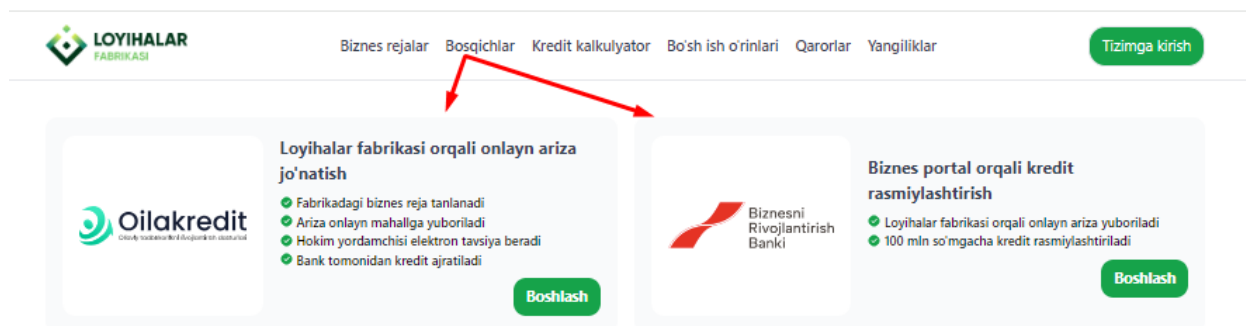 LOYIHALAR
FABRIKASI
Biznes rejalar Bosqichlar Kredit kalkulyator Bo'sh ish o'rinlari Qarorlar Yangiliklar
Tizimga kirish
Oilakredit
Loyihalar fabrikasi orqali onlayn ariza
jo'natish
Fabrikadagi biznes reja tanlanadi
Ariza onlayn mahallga yuboriladi
Hokim yordamchisi elektron tavsiya beradi
Bank tomonidan kredit ajratiladi
Boshlash
Biznesni
Rivojlantirish
Banki
Biznes portal orqali kredit
rasmiylashtirish
Loyihalar fabrikasi orqali onlayn ariza yuboriladi
100 mln so'mgacha kredit rasmiylashtiriladi
Boshlash